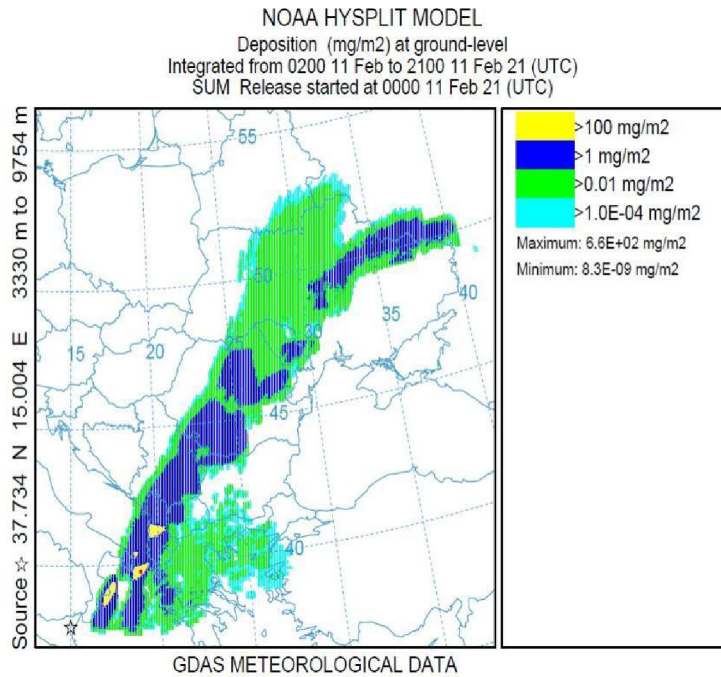 NOAA HYSPLIT MODEL
Deposition (mg/m2) at ground-level
Integrated from 0200 11 Feb to 2100 11 Feb 21 (UTC)
SUM Release started at 0000 11 Feb 21 (UTC)
Source ☆ 37.734 N 15.004 E 3330 m to 9754 m
55
50
40
35
30
15
20
45
40
>100 mg/m2
>1 mg/m2
>0.01 mg/m2
>1.0E-04 mg/m2
Maximum: 6.6E+02 mg/m2
Minimum: 8.3E-09 mg/m2
GDAS METEOROLOGICAL DATA